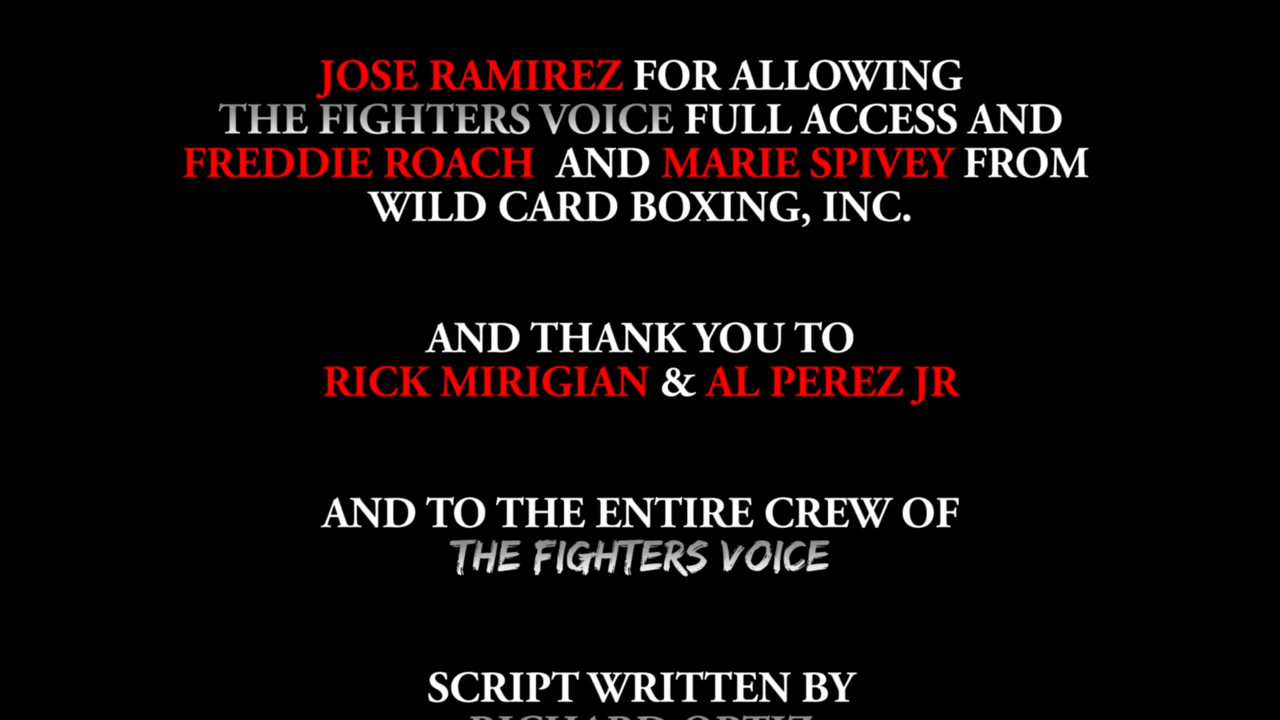 JOSE RAMIREZ FOR ALLOWING
THE FIGHTERS VOICE FULL ACCESS AND
FREDDIE ROACH AND MARIE SPIVEY FROM
WILD CARD BOXING, INC.
AND THANK YOU TO
RICK MIRIGIAN & AL PEREZ JR
AND TO THE ENTIRE CREW OF
THE FIGHTERS VOICE
SCRIPT WRITTEN BY
RICHARD ORTIZ